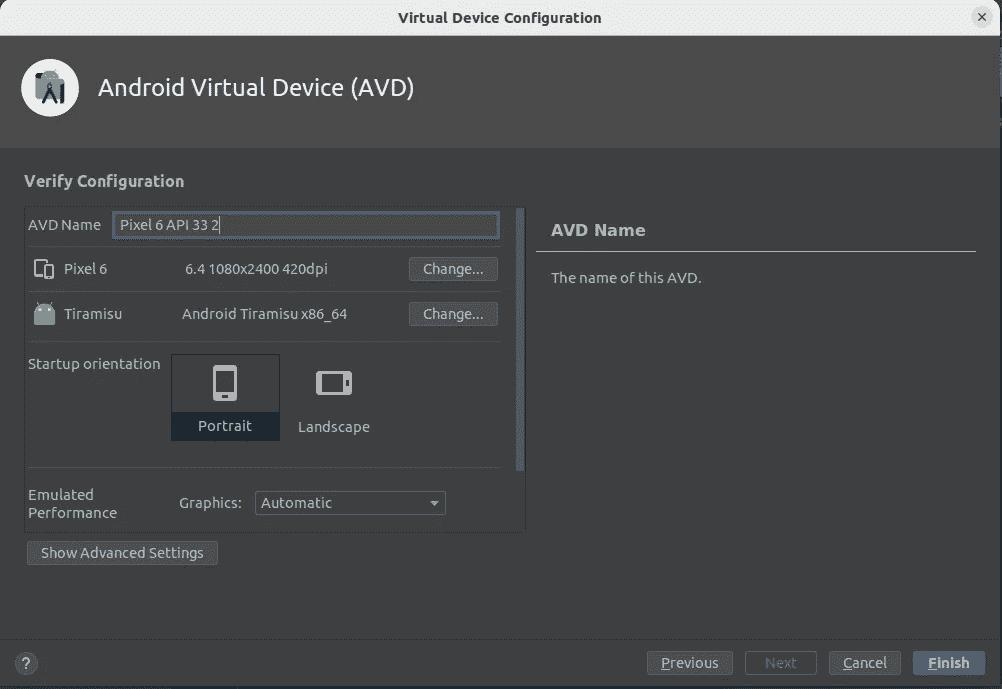 Virtual Device Configuration
Android Virtual Device (AVD)
Verify Configuration
AVD Name Pixel 6 API 33 2
Pixel 6 6.4 1080x2400 420dpi Change...
Tiramisu Android Tiramisu x86_64 Change...
Startup orientation
Portrait Landscape
Emulated
Performance
Graphics: Automatic
Show Advanced Settings
AVD Name
The name of this AVD.
? Previous Next Cancel Finish